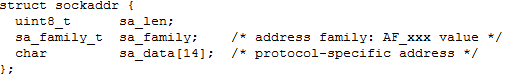 struct sockaddr {
  uint8_t      sa_len;
  sa_family_t  sa_family;    /* address family: AF_xxx value */
  char         sa_data[14];  /* protocol-specific address */
};